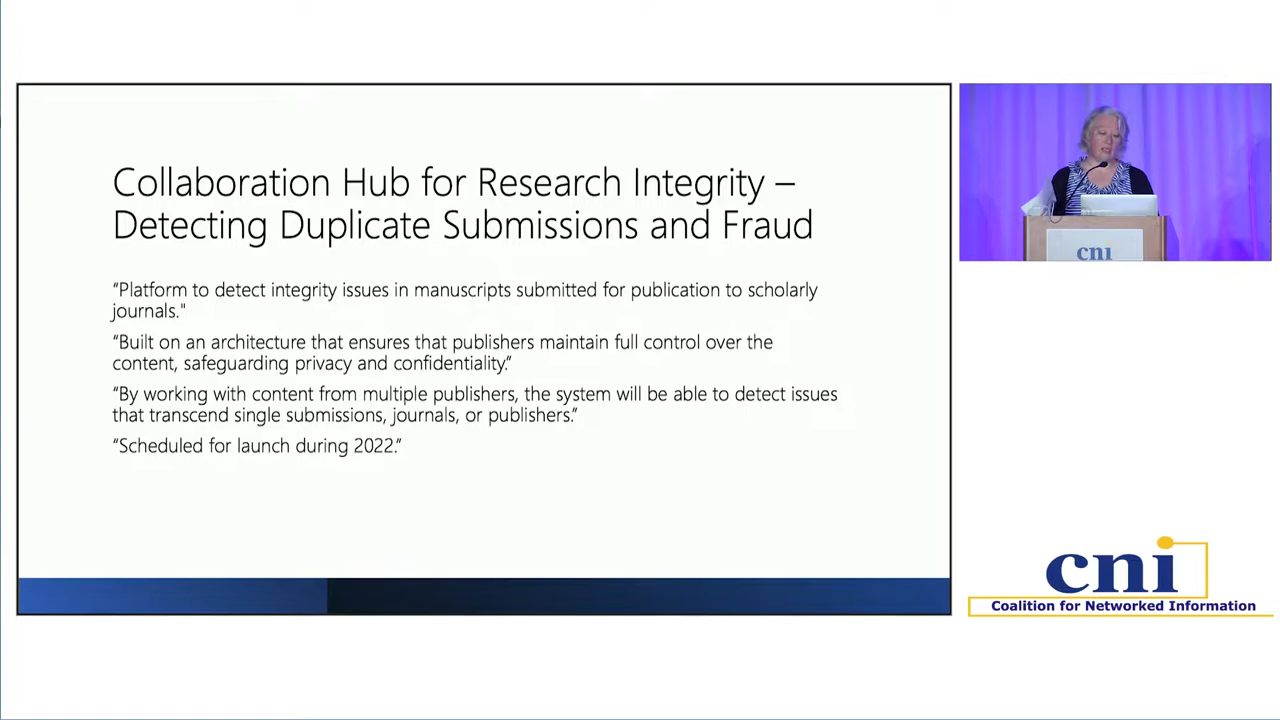 Collaboration Hub for Research Integrity –
Detecting Duplicate Submissions and Fraud
“Platform to detect integrity issues in manuscripts submitted for publication to scholarly
journals."
“Built on an architecture that ensures that publishers maintain full control over the
content, safeguarding privacy and confidentiality.”
“By working with content from multiple publishers, the system will be able to detect issues
that transcend single submissions, journals, or publishers.”
“Scheduled for launch during 2022.”
cni
cni
Coalition for Networked Information